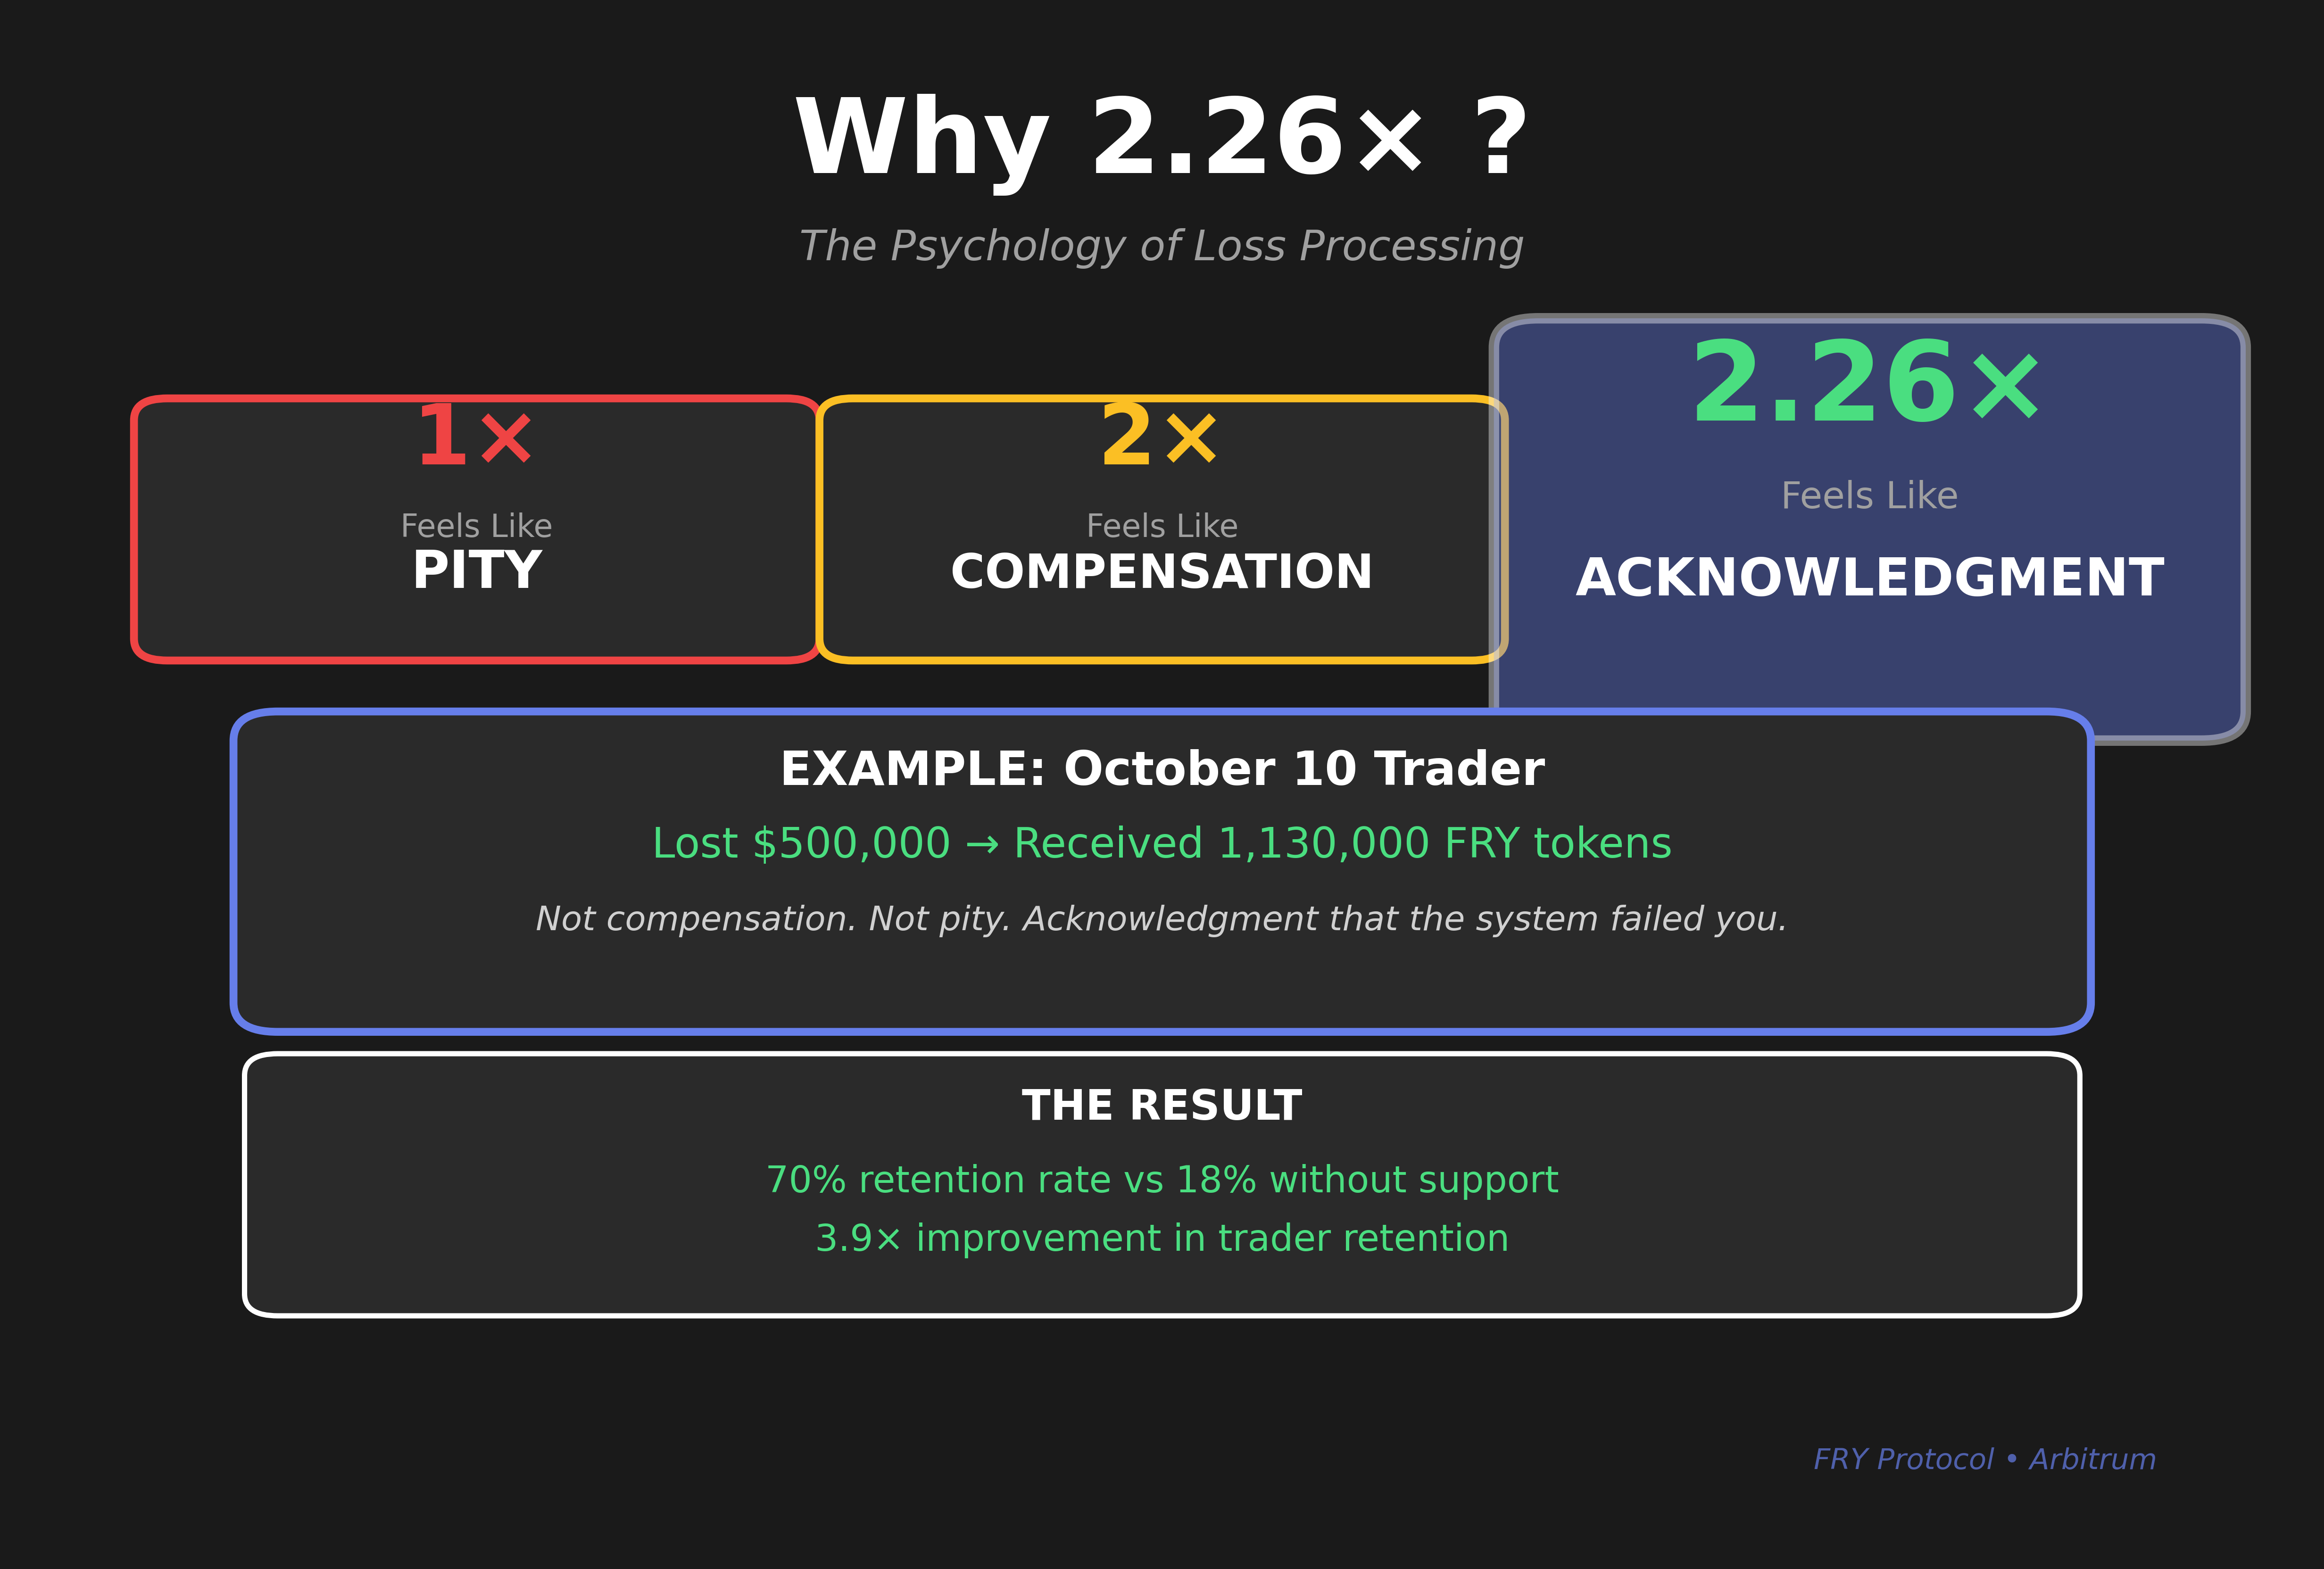 Why 2.26× ?
The Psychology of Loss Processing
1×
Feels Like
PITY
2×
Feels Like
COMPENSATION
2.26×
Feels Like
ACKNOWLEDGMENT
EXAMPLE: October 10 Trader
Lost $500,000 → Received 1,130,000 FRY tokens
Not compensation. Not pity. Acknowledgment that the system failed you.
THE RESULT
70% retention rate vs 18% without support
3.9× improvement in trader retention
FRY Protocol • Arbitrum